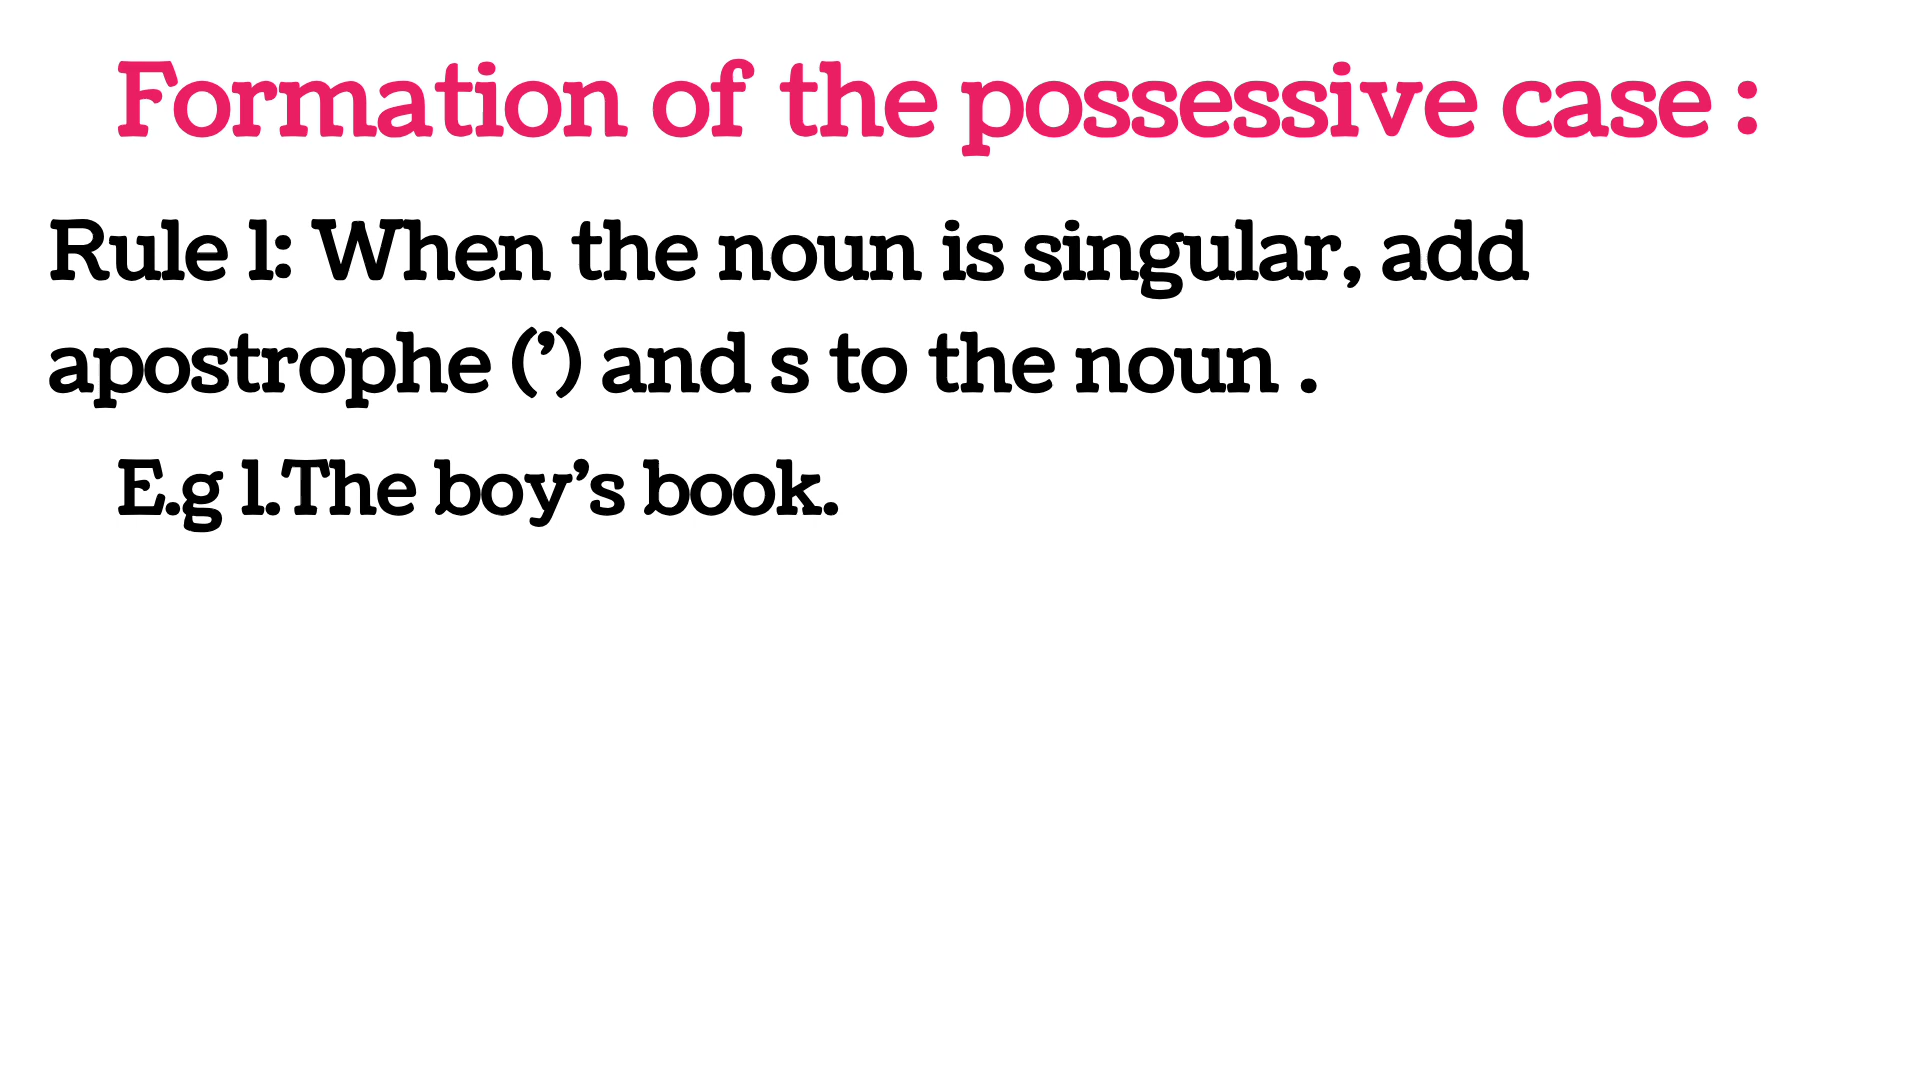 Formation of the possessive case :
Rule 1: When the noun is singular, add
apostrophe (’) and s to the noun .
E.g 1.The boy’s book.